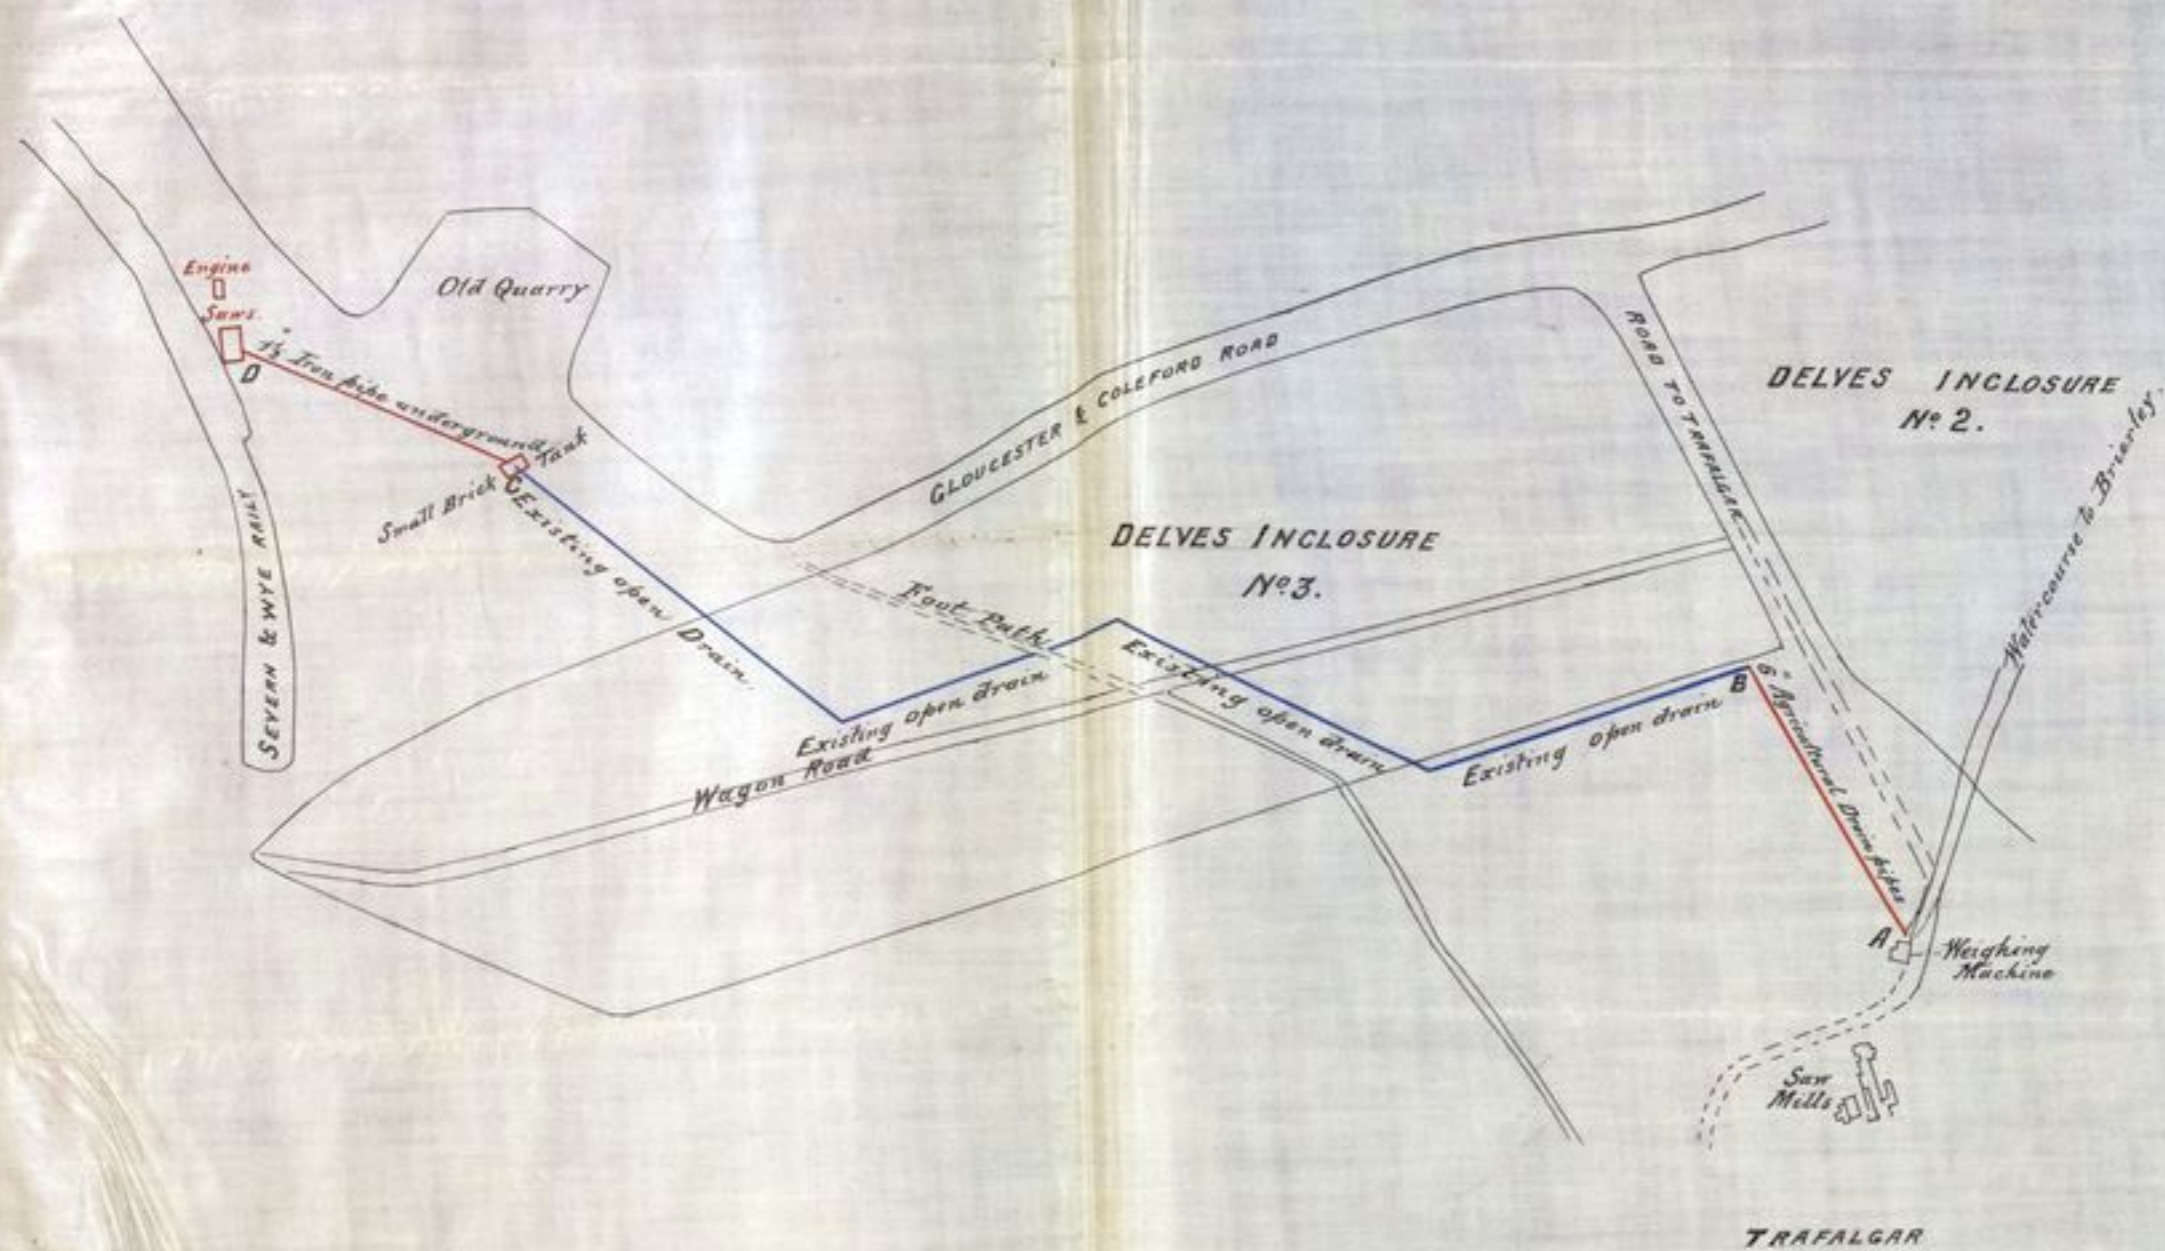 Engine
Saws.
D
1½" Iron pipe underground
Old Quarry
Small Brick Tank
C
Existing open Drain.
SEVERN & WYE RAILY
GLOUCESTER & COLEFORD ROAD
ROAD TO TRAFALGAR
DELVES INCLOSURE
No 2.
Watercourse to Brierley.
DELVES INCLOSURE
No 3.
Foot Path
Existing open drain
Wagon Road
Existing open drain
Existing open drain
B
6" Agricultural Drain pipes
A
Weighing
Machine
Saw
Mills
TRAFALGAR